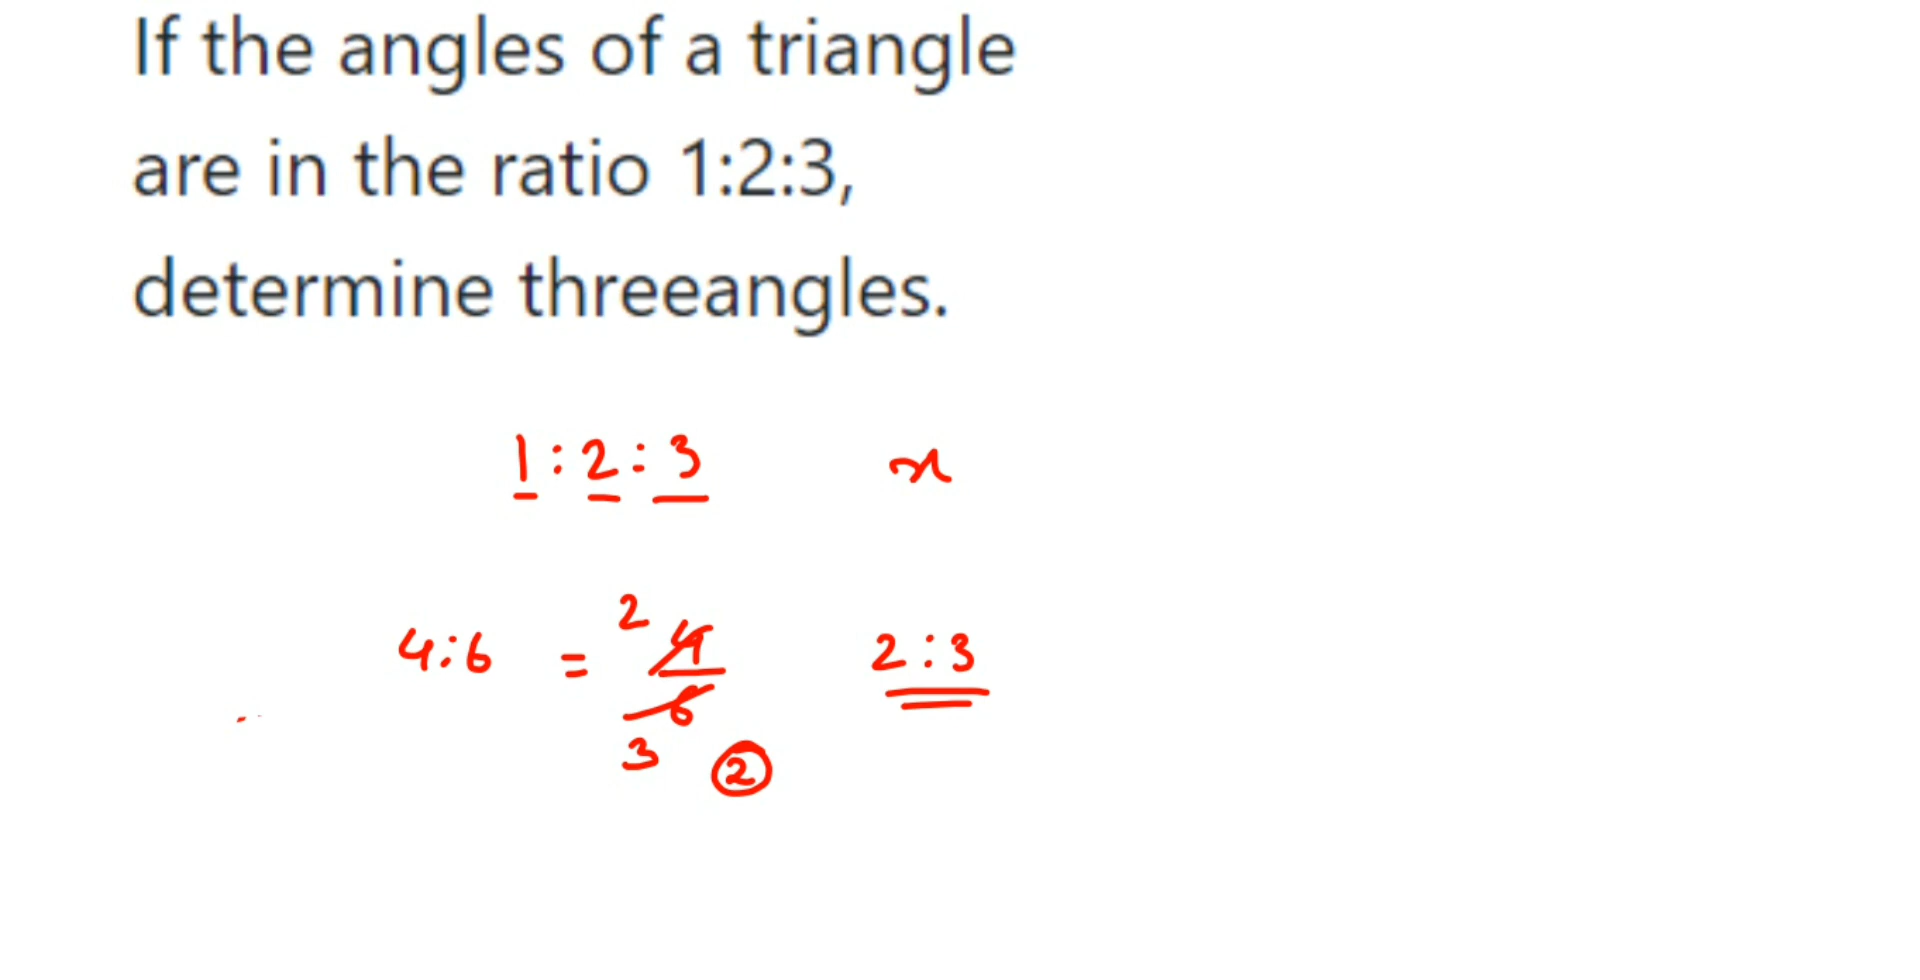 If the angles of a triangle
are in the ratio 1:2:3,
determine threeangles.
1:2:3 x
4:6 = 2 4/6 3 2 2:3